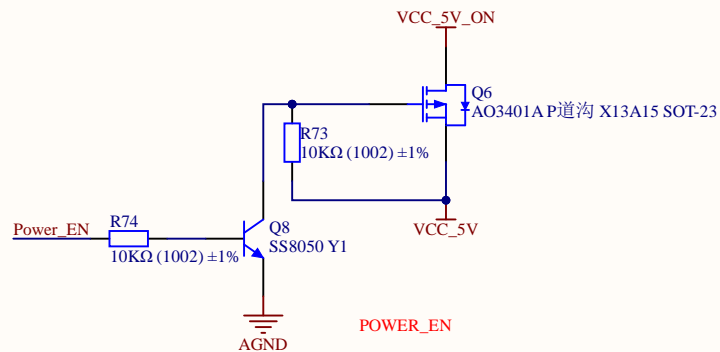 VCC_5V_ON
Q6
AO3401A P道沟 X13A15 SOT-23
R73
10KΩ (1002) ±1%
VCC_5V
Power_EN
R74
10KΩ (1002) ±1%
Q8
SS8050 Y1
AGND
POWER_EN